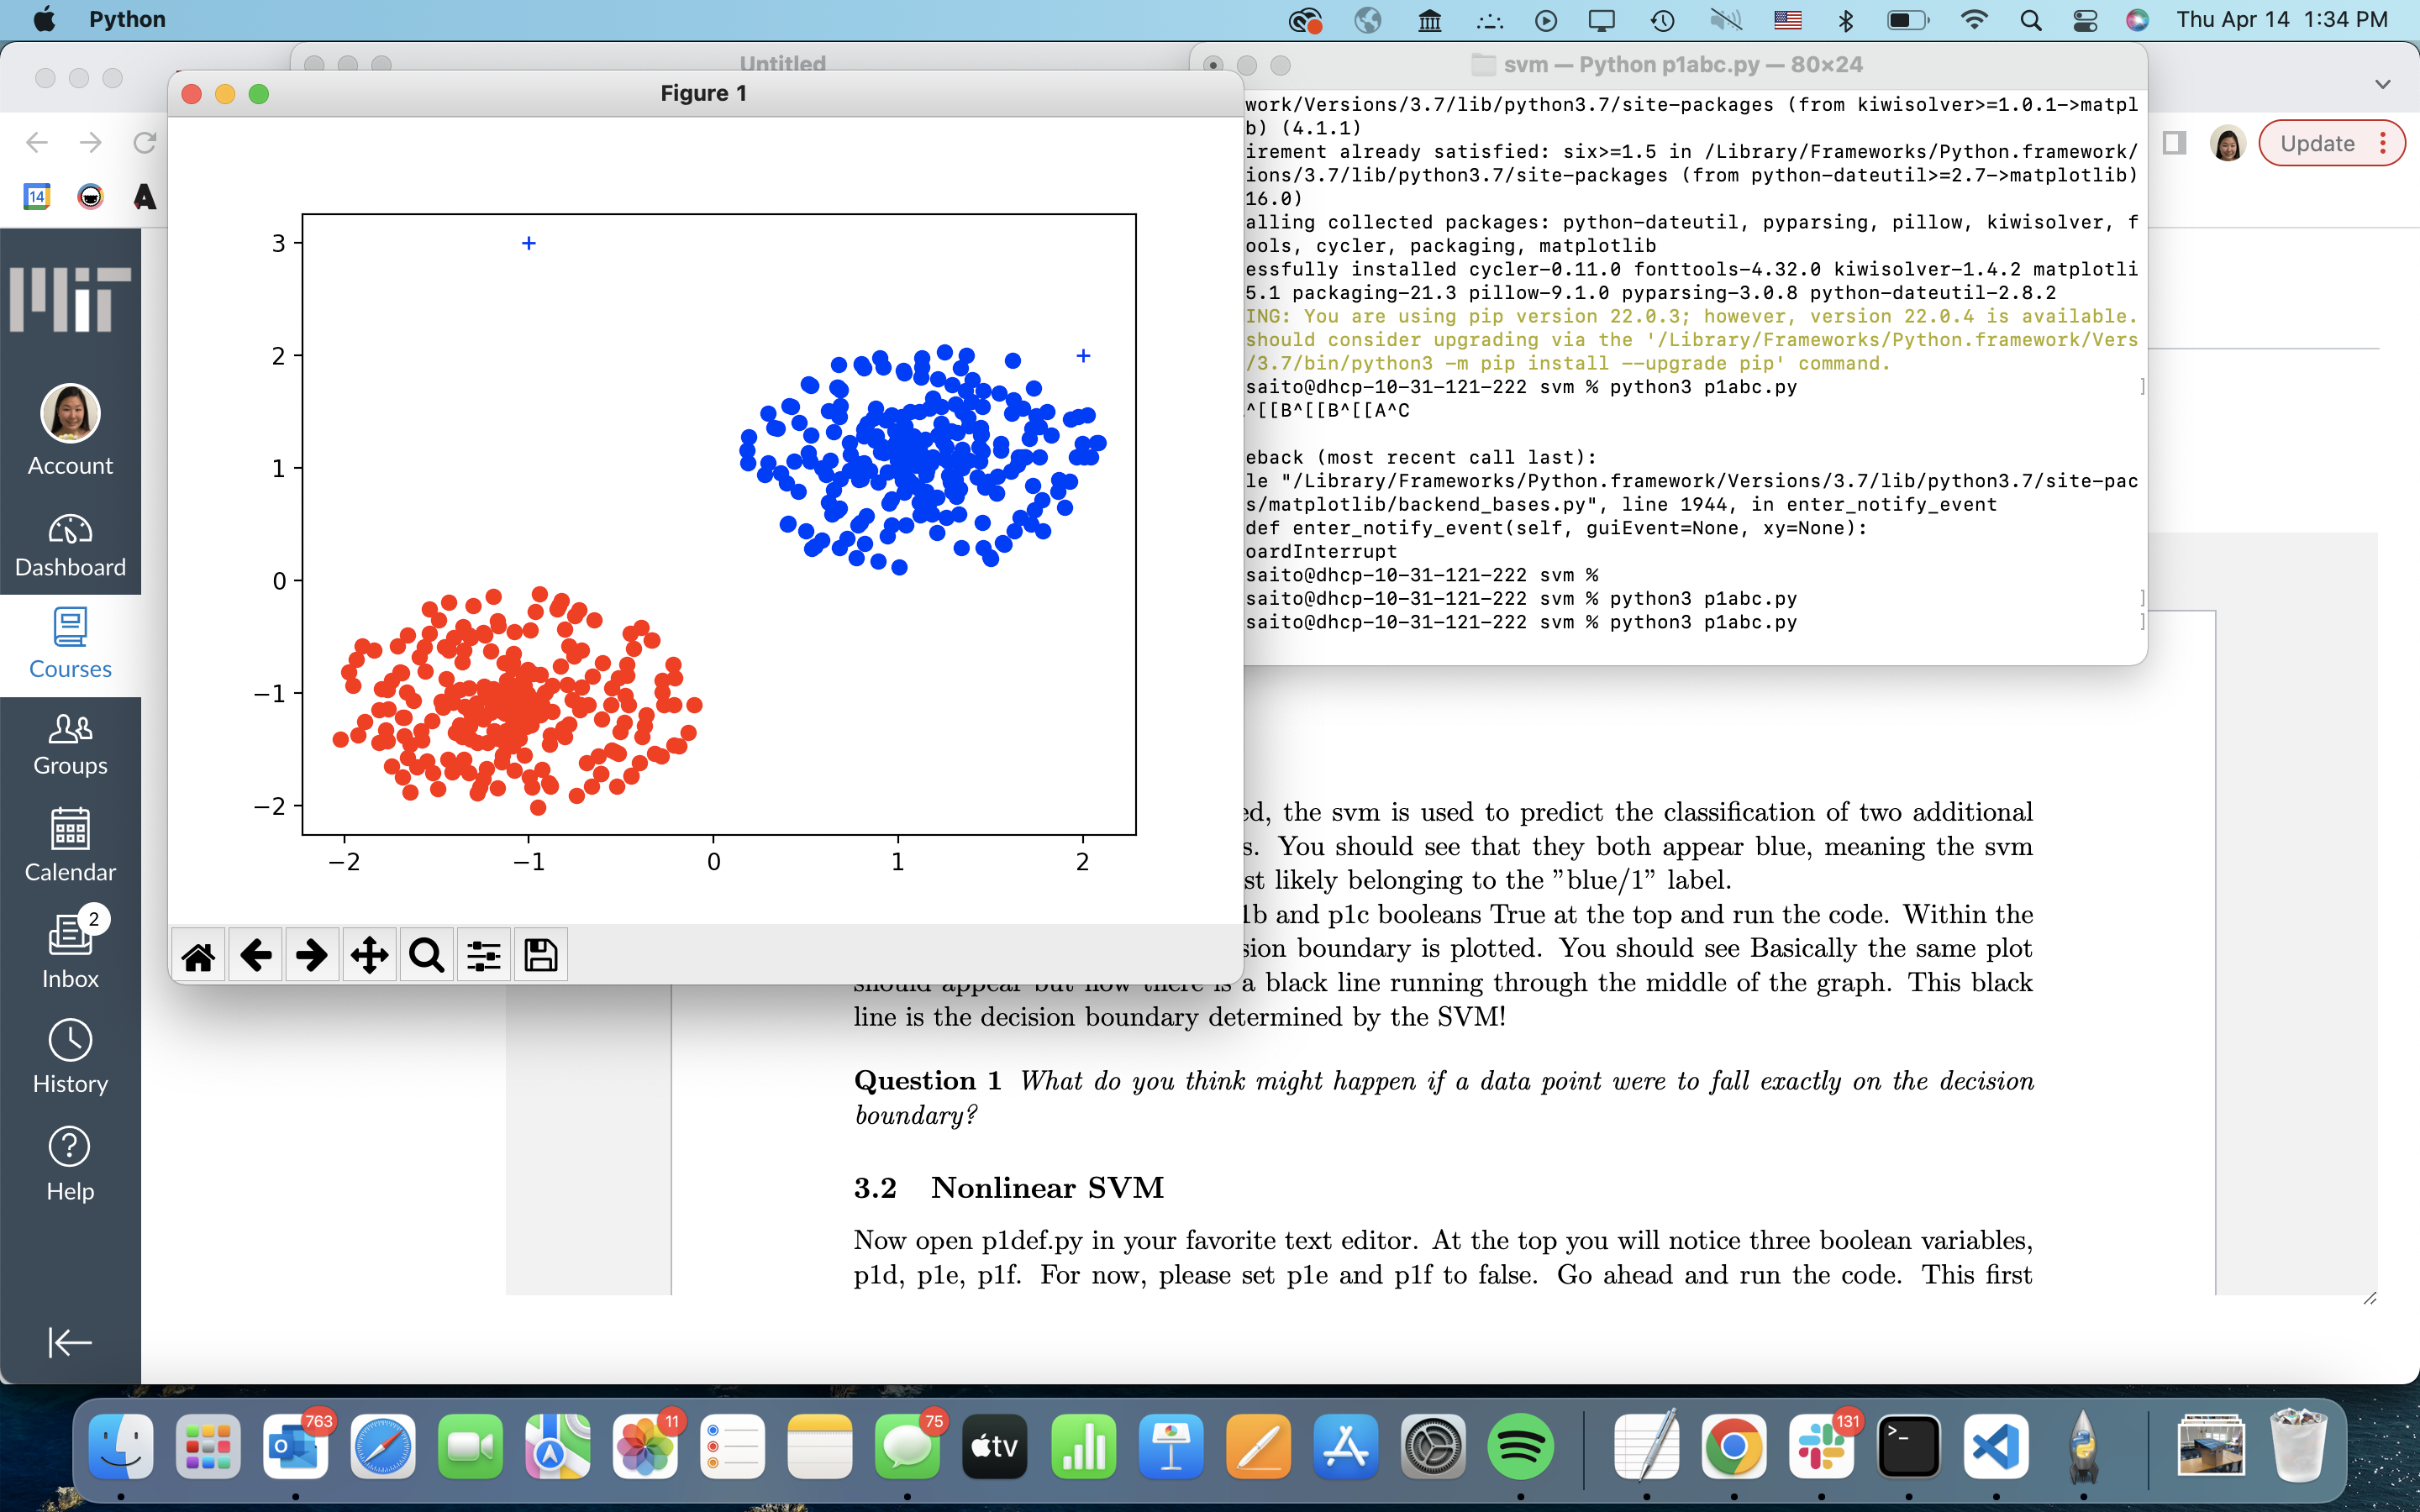 Python
Thu Apr 14 1:34 PM
Untitled
svm — Python p1abc.py — 80×24
Figure 1
Update
14
work/Versions/3.7/lib/python3.7/site-packages (from kiwisolver>=1.0.1->matpl
b) (4.1.1)
irement already satisfied: six>=1.5 in /Library/Frameworks/Python.framework/
ions/3.7/lib/python3.7/site-packages (from python-dateutil>=2.7->matplotlib)
16.0)
alling collected packages: python-dateutil, pyparsing, pillow, kiwisolver, f
ools, cycler, packaging, matplotlib
essfully installed cycler-0.11.0 fonttools-4.32.0 kiwisolver-1.4.2 matplotli
5.1 packaging-21.3 pillow-9.1.0 pyparsing-3.0.8 python-dateutil-2.8.2
ING: You are using pip version 22.0.3; however, version 22.0.4 is available.
should consider upgrading via the '/Library/Frameworks/Python.framework/Vers
/3.7/bin/python3 -m pip install --upgrade pip' command.
saito@dhcp-10-31-121-222 svm % python3 p1abc.py ]
^[[B^[[B^[[A^C
eback (most recent call last):
le "/Library/Frameworks/Python.framework/Versions/3.7/lib/python3.7/site-pac
s/matplotlib/backend_bases.py", line 1944, in enter_notify_event
def enter_notify_event(self, guiEvent=None, xy=None):
oardInterrupt
saito@dhcp-10-31-121-222 svm %
saito@dhcp-10-31-121-222 svm % python3 p1abc.py ]
saito@dhcp-10-31-121-222 svm % python3 p1abc.py ]
3
2
1
0
−1
−2
−2 −1 0 1 2
MIT
Account
Dashboard
Courses
Groups
Calendar
2
Inbox
History
Help
ed, the svm is used to predict the classification of two additional
s. You should see that they both appear blue, meaning the svm
st likely belonging to the "blue/1" label.
1b and p1c booleans True at the top and run the code. Within the
sion boundary is plotted. You should see Basically the same plot
should appear but now there is a black line running through the middle of the graph. This black
line is the decision boundary determined by the SVM!
Question 1 What do you think might happen if a data point were to fall exactly on the decision
boundary?
3.2 Nonlinear SVM
Now open p1def.py in your favorite text editor. At the top you will notice three boolean variables,
p1d, p1e, p1f. For now, please set p1e and p1f to false. Go ahead and run the code. This first
763
11
75
tv
131